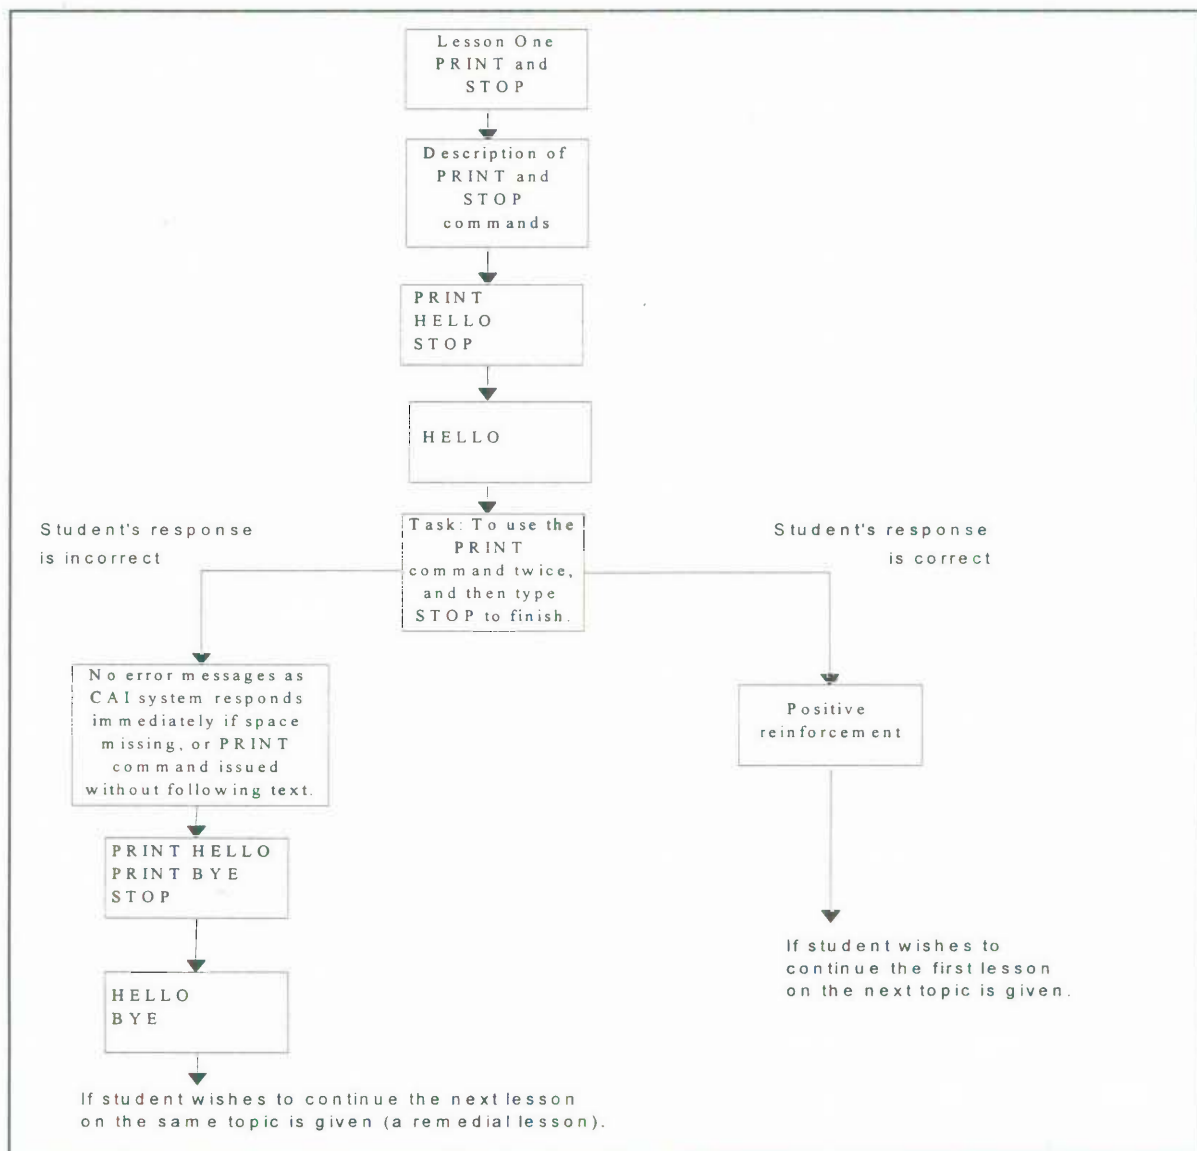 Lesson One
PRINT and
STOP
Description of
PRINT and
STOP
commands
PRINT
HELLO
STOP
HELLO
Task: To use the
PRINT
command twice,
and then type
STOP to finish.
Student's response
is incorrect
Student's response
is correct
No error messages as
CAI system responds
immediately if space
missing, or PRINT
command issued
without following text.
PRINT HELLO
PRINT BYE
STOP
HELLO
BYE
If student wishes to continue the next lesson
on the same topic is given (a remedial lesson).
Positive
reinforcement
If student wishes to
continue the first lesson
on the next topic is given.